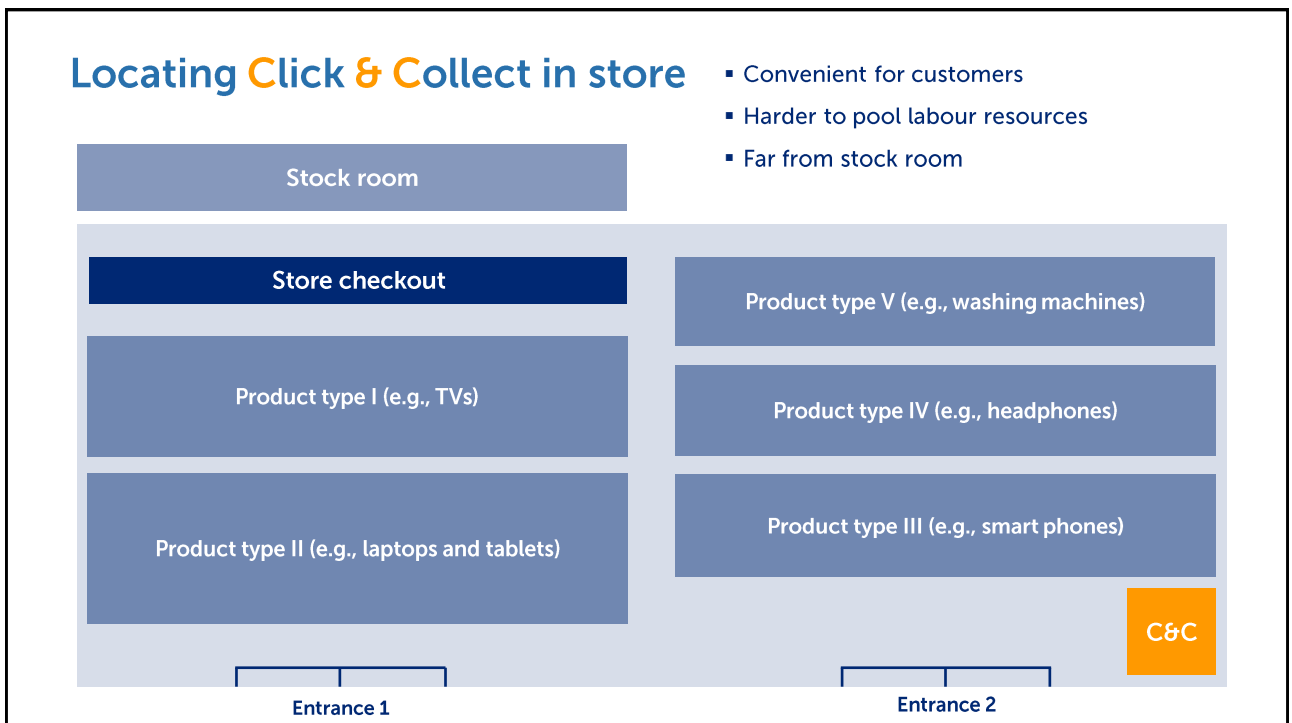 Locating Click & Collect in store
▪ Convenient for customers
▪ Harder to pool labour resources
▪ Far from stock room
Stock room
Store checkout
Product type I (e.g., TVs)
Product type II (e.g., laptops and tablets)
Product type V (e.g., washing machines)
Product type IV (e.g., headphones)
Product type III (e.g., smart phones)
C&C
Entrance 1
Entrance 2